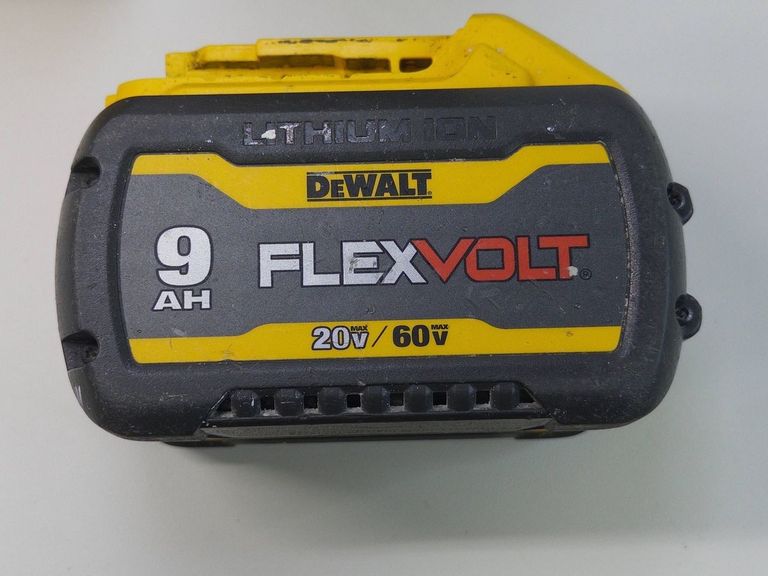 LITHIUM ION
DEWALT
9
AH
FLEXVOLT
20V MAX / 60V MAX